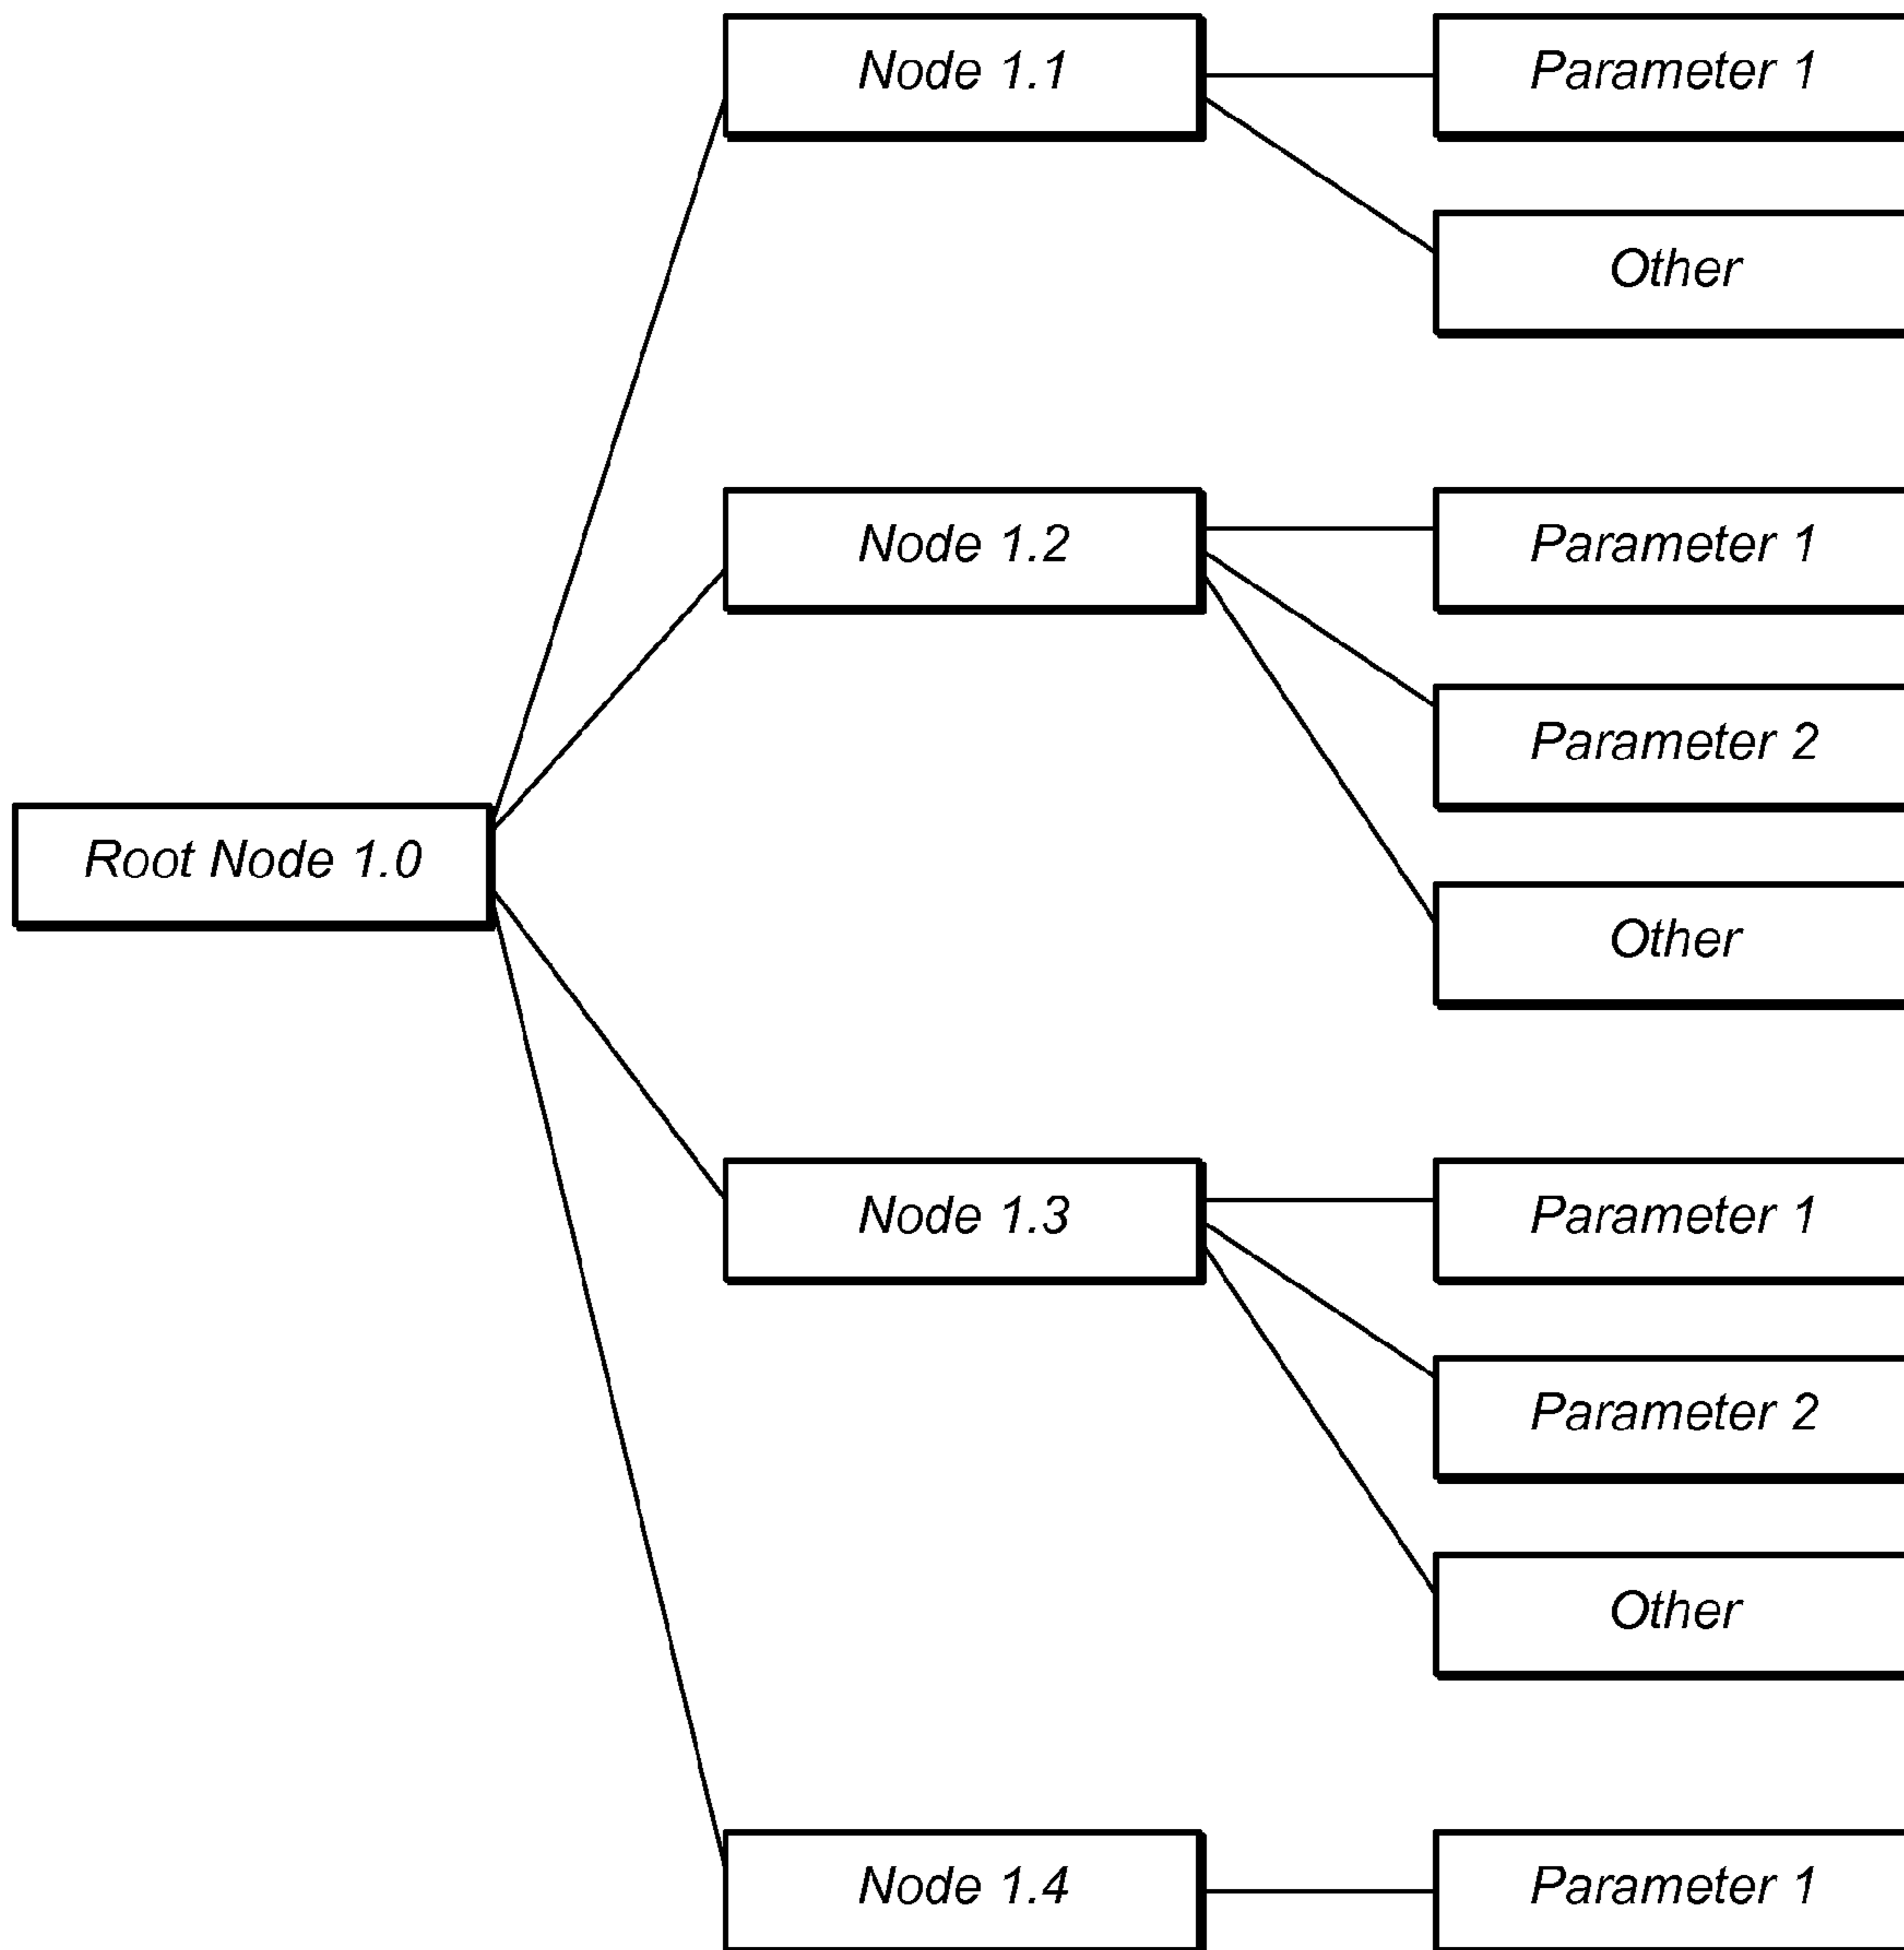 Node 1.1
Parameter 1
Other
Node 1.2
Parameter 1
Parameter 2
Root Node 1.0
Other
Node 1.3
Parameter 1
Parameter 2
Other
Node 1.4
Parameter 1